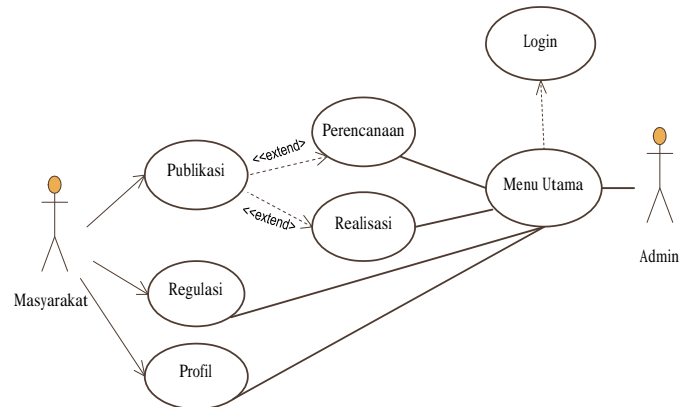 Login
Perencanaan
<<extend>
Publikasi
Menu Utama
<<extend>
Realisasi
Admin
Masyarakat
Regulasi
Profil